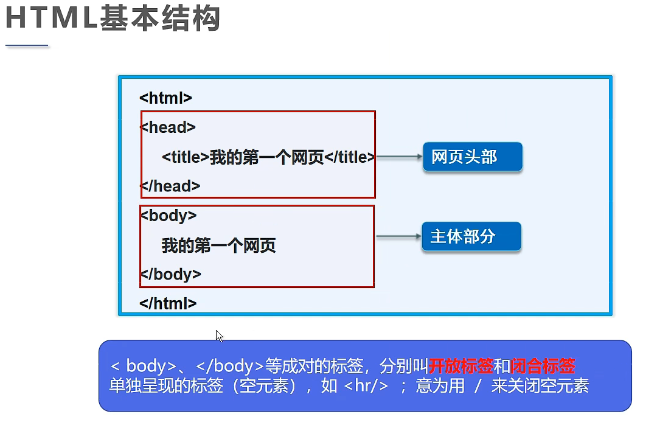 HTML基本结构
<html>
<head>
<title>我的第一个网页</title>
网页头部
</head>
<body>
我的第一个网页
主体部分
</body>
</html>
< body>、</body>等成对的标签，分别叫开放标签和闭合标签
单独呈现的标签（空元素），如 <hr/> ；意为用 / 来关闭空元素